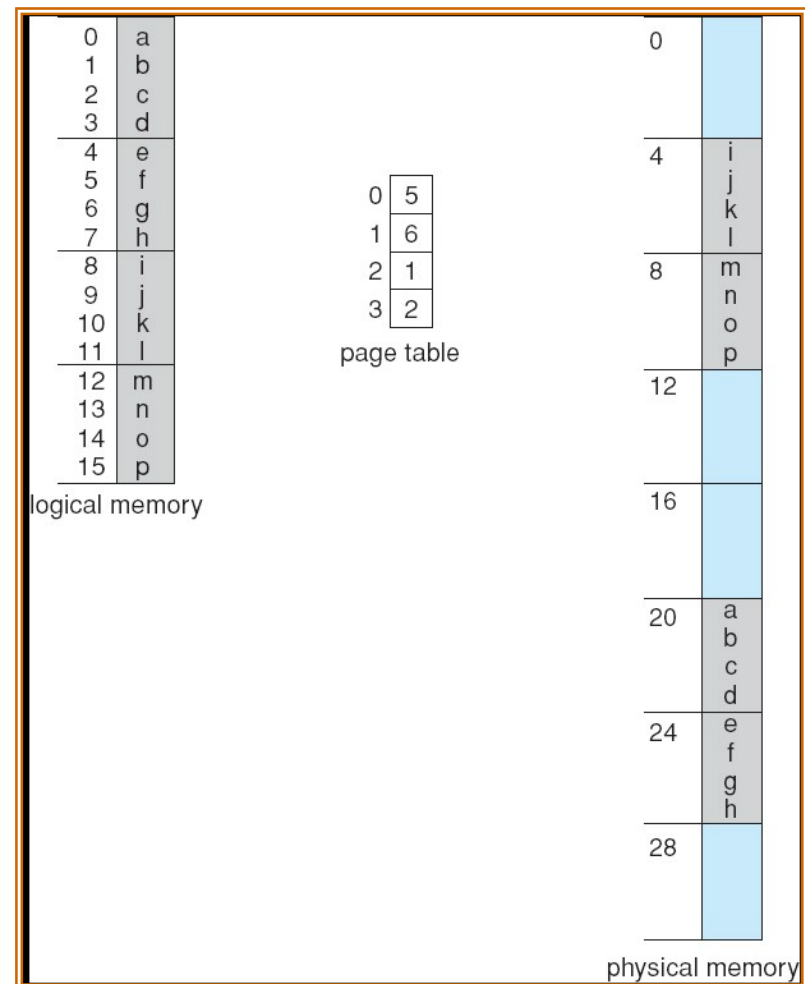 0 a
1 b
2 c
3 d
4 e
5 f
6 g
7 h
8 i
9 j
10 k
11 l
12 m
13 n
14 o
15 p
logical memory
0 5
1 6
2 1
3 2
page table
0
4 i
j
k
l
8 m
n
o
p
12
16
20 a
b
c
d
24 e
f
g
h
28
physical memory